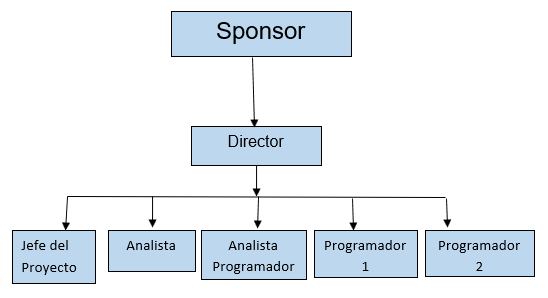 Sponsor
Director
Jefe del
Proyecto
Analista
Analista
Programador
Programador
1
Programador
2